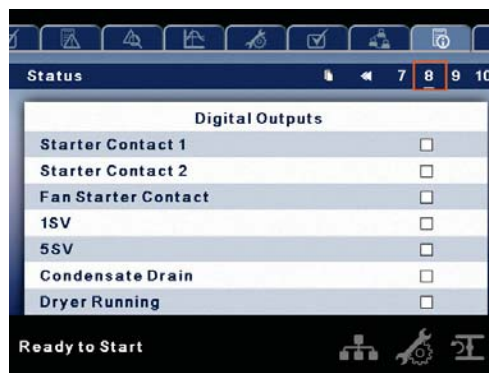 Status 7 8 9 10
Digital Outputs
Starter Contact 1
Starter Contact 2
Fan Starter Contact
1SV
5SV
Condensate Drain
Dryer Running
Ready to Start